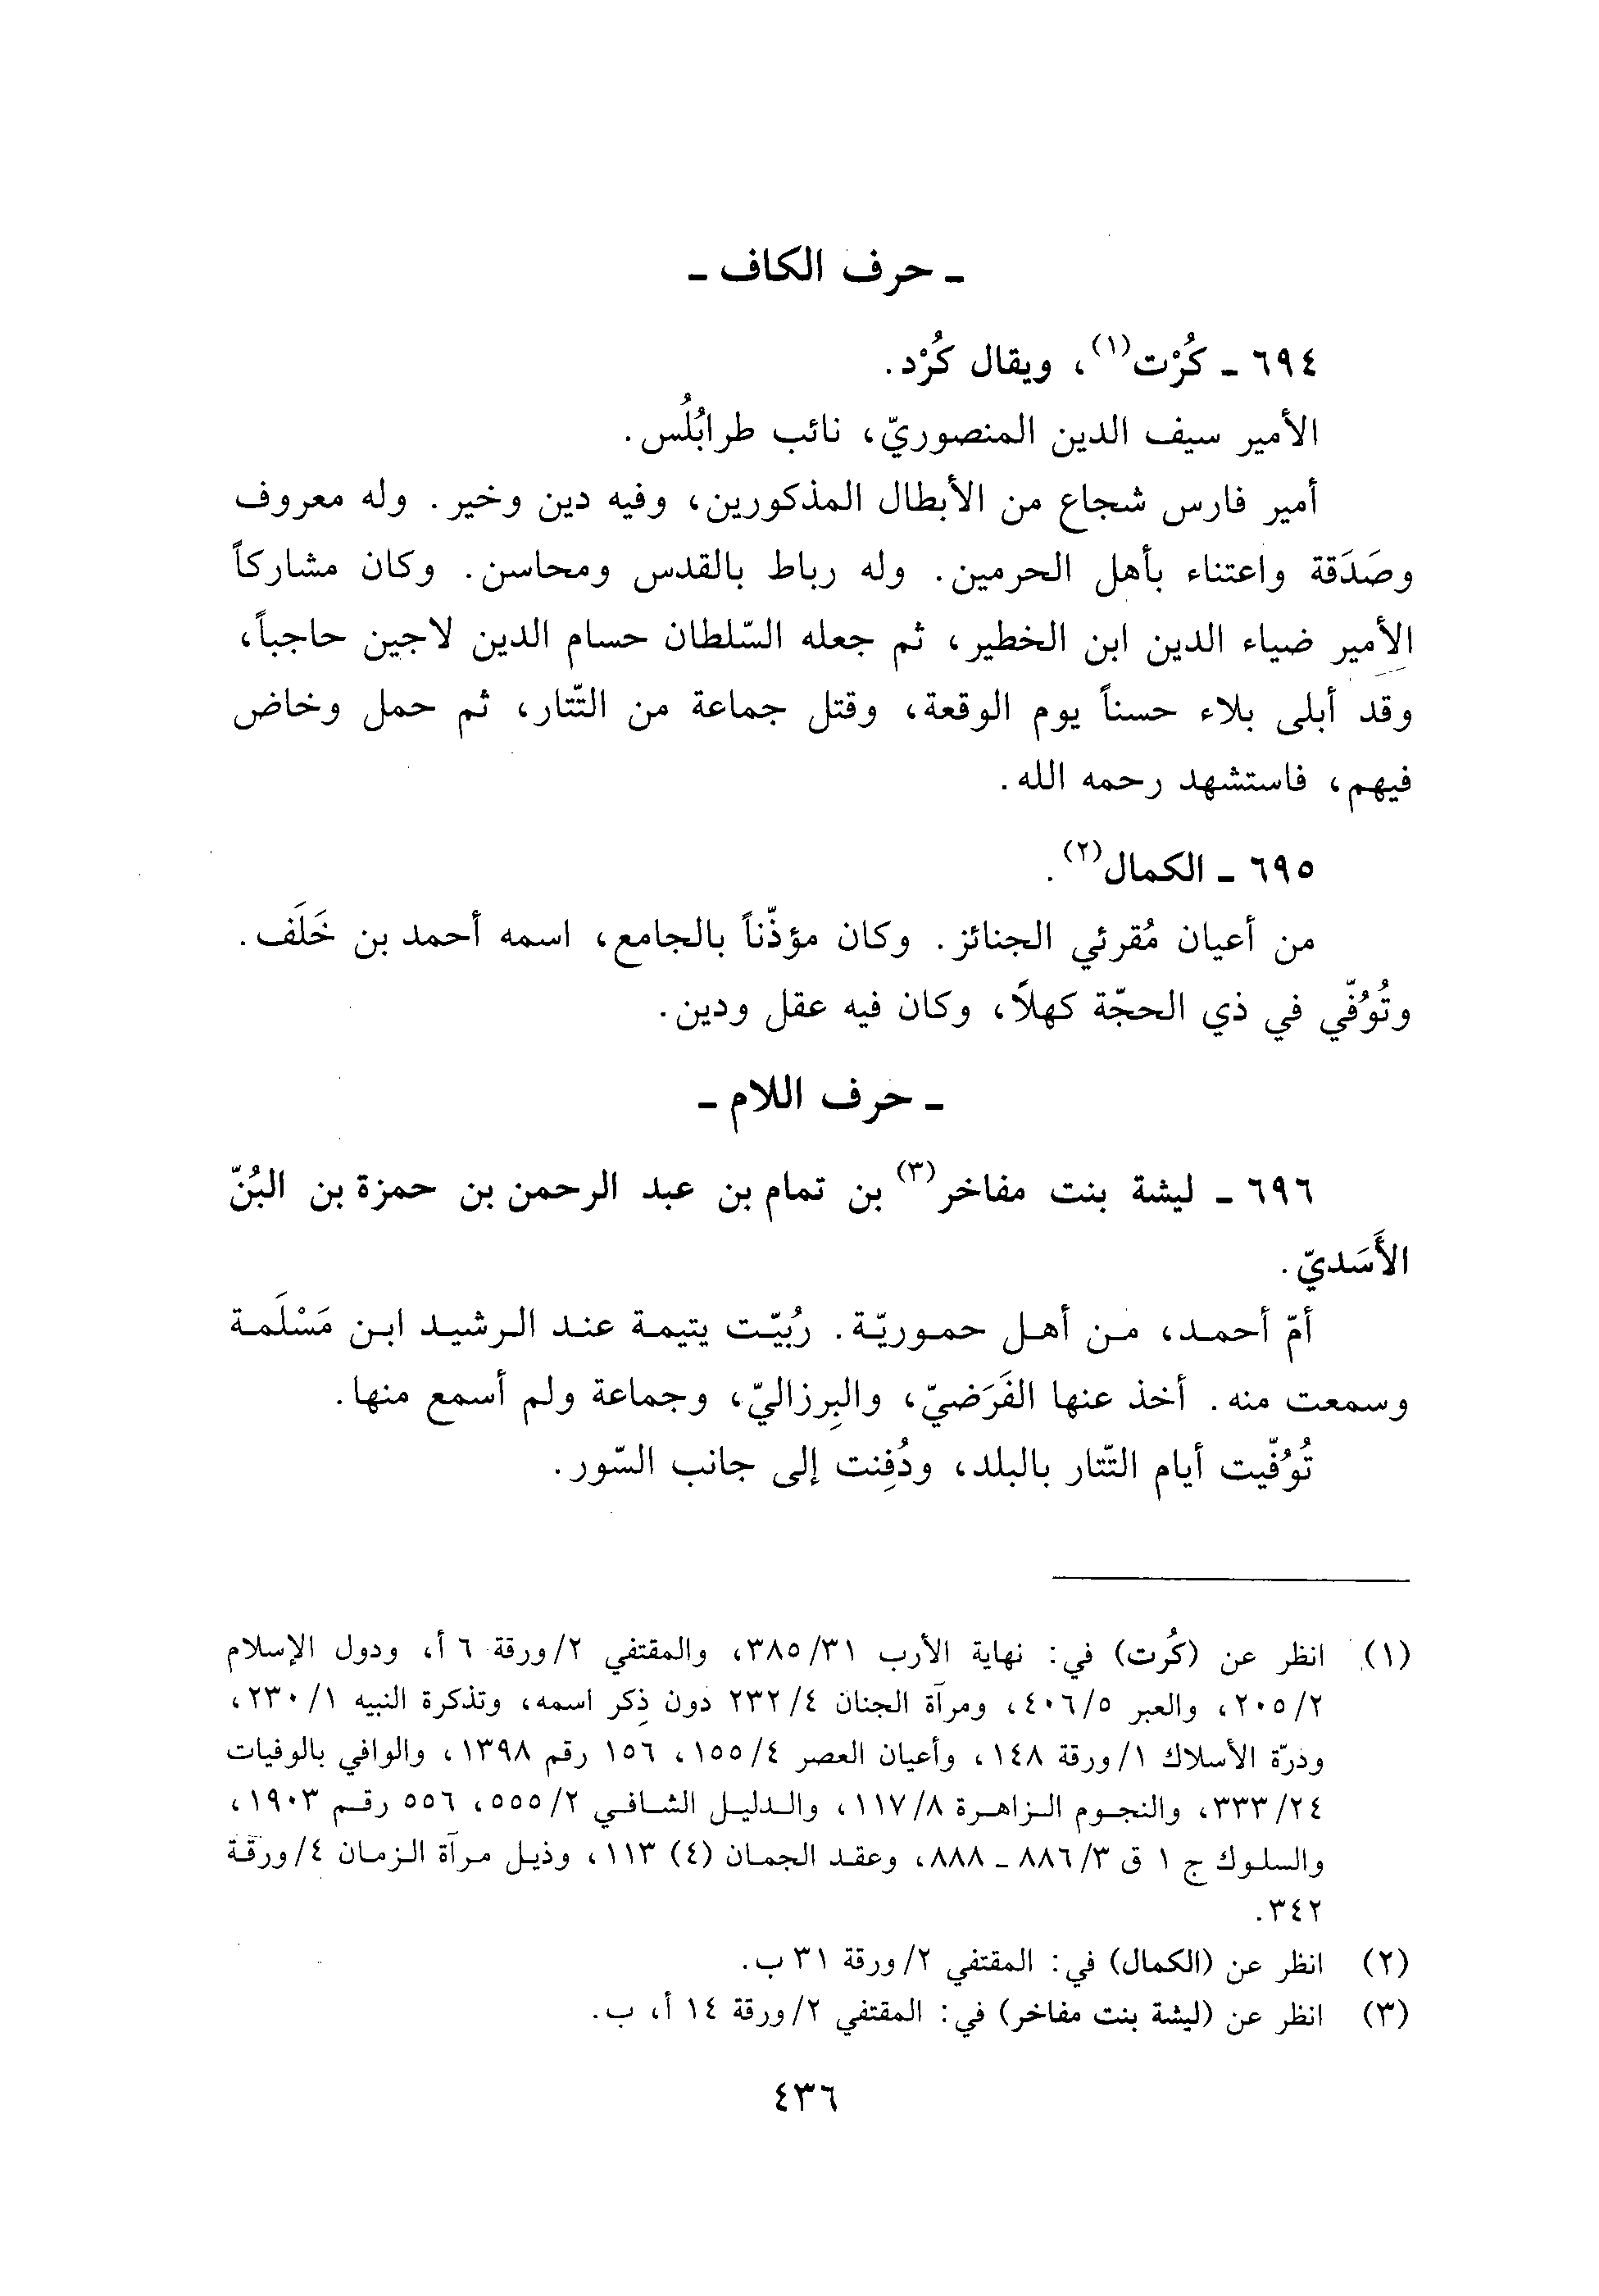 ـ حرف الكاف ـ
٦٩٤ ـ كُرْت(١)، ويقال كُرْد.
الأمير سيف الدين المنصوريّ، نائب طرابُلُس.
أمير فارس شجاع من الأبطال المذكورين، وفيه دين وخير. وله معروف
وصَدَقة واعتناء بأهل الحرمين. وله رباط بالقدس ومحاسن. وكان مشاركاً
الأمير ضياء الدين ابن الخطير، ثم جعله السّلطان حسام الدين لاجين حاجباً،
وقد أبلى بلاء حسناً يوم الوقعة، وقتل جماعة من التّتار، ثم حمل وخاض
فيهم، فاستشهد رحمه الله.
٦٩٥ ـ الكمال(٢).
من أعيان مُقرئي الجنائز. وكان مؤذّناً بالجامع، اسمه أحمد بن خَلَف.
وتُوُفّي في ذي الحجّة كهلاً، وكان فيه عقل ودين.
ـ حرف اللام ـ
٦٩٦ ـ ليشة بنت مفاخر(٣) بن تمام بن عبد الرحمن بن حمزة بن البُنّ
الأَسَديّ.
أمّ أحمد، من أهل حموريّة. رُبيّت يتيمة عند الرشيد ابن مَسْلَمة
وسمعت منه. أخذ عنها الفَرَضيّ، والبِرزاليّ، وجماعة ولم أسمع منها.
تُوُفّيت أيام التّتار بالبلد، ودُفِنت إلى جانب السّور.
(١) انظر عن (كُرت) في: نهاية الأرب ٣٨٥/٣١، والمقتفي ٢/ورقة ٦ أ، ودول الإسلام
٢٠٥/٢، والعبر ٤٠٦/٥، ومرآة الجنان ٢٣٢/٤ دون ذِكر اسمه، وتذكرة النبيه ٢٣٠/١،
ودرّة الأسلاك ١/ورقة ١٤٨، وأعيان العصر ١٥٥/٤، ١٥٦ رقم ١٣٩٨، والوافي بالوفيات
٣٣٣/٢٤، والنجوم الزاهرة ١١٧/٨، والدليل الشافي ٥٥٥/٢، ٥٥٦ رقم ١٩٠٣،
والسلوك ج ١ ق ٨٨٦/٣ ـ ٨٨٨، وعقد الجمان (٤) ١١٣، وذيل مرآة الزمان ٤/ورقة
٣٤٢.
(٢) انظر عن (الكمال) في: المقتفي ٢/ورقة ٣١ ب.
(٣) انظر عن (ليشة بنت مفاخر) في: المقتفي ٢/ورقة ١٤ أ، ب.
٤٣٦